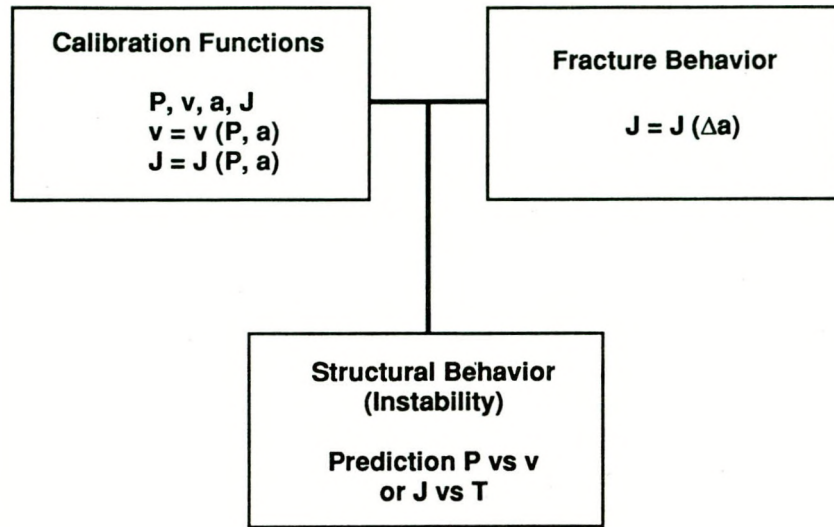 Calibration Functions
P, v, a, J
v = v (P, a)
J = J (P, a)
Fracture Behavior
J = J (Δa)
Structural Behavior
(Instability)
Prediction P vs v
or J vs T